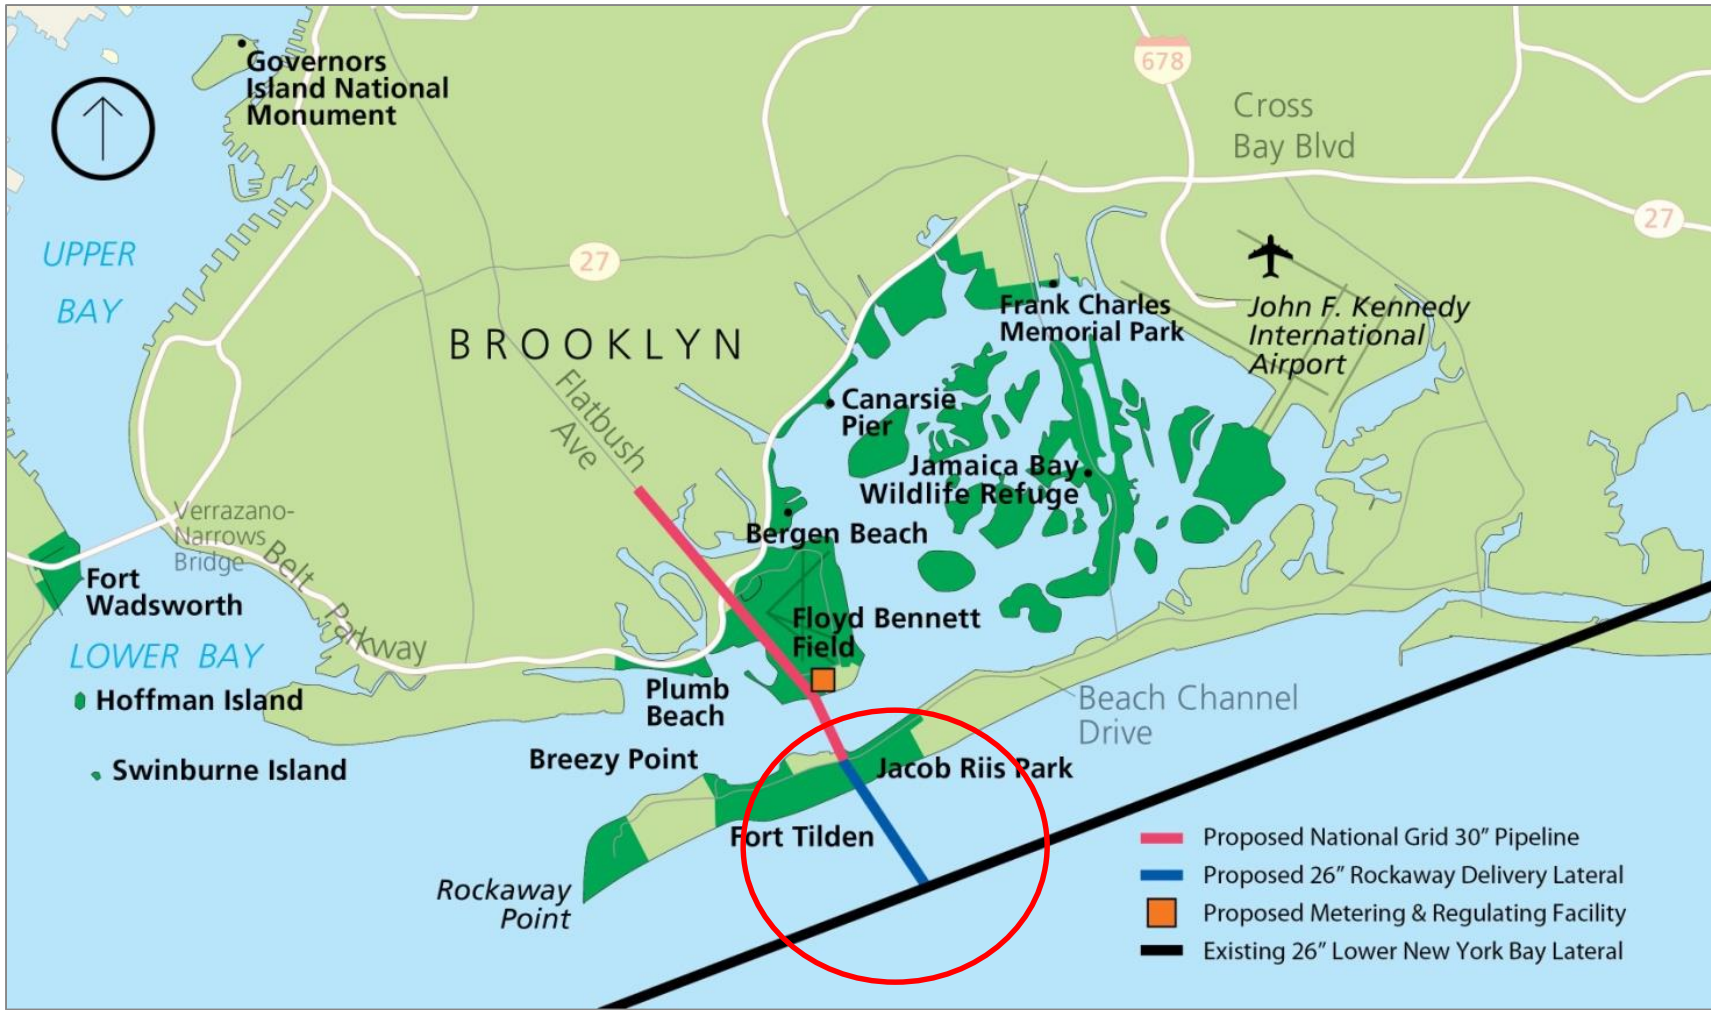 Governors
Island National
Monument
678
Cross
Bay Blvd
27
UPPER
BAY
27
BROOKLYN
Frank Charles
Memorial Park
John F. Kennedy
International
Airport
Flatbush
Ave
Canarsie
Pier
Jamaica Bay
Wildlife Refuge
Verrazano-
Narrows
Bridge
Bergen Beach
Belt Parkway
Fort
Wadsworth
Floyd Bennett
Field
LOWER BAY
Hoffman Island
Plumb
Beach
Beach Channel
Drive
Breezy Point
Jacob Riis Park
Swinburne Island
Fort Tilden
Rockaway
Point
Proposed National Grid 30” Pipeline
Proposed 26” Rockaway Delivery Lateral
Proposed Metering & Regulating Facility
Existing 26” Lower New York Bay Lateral